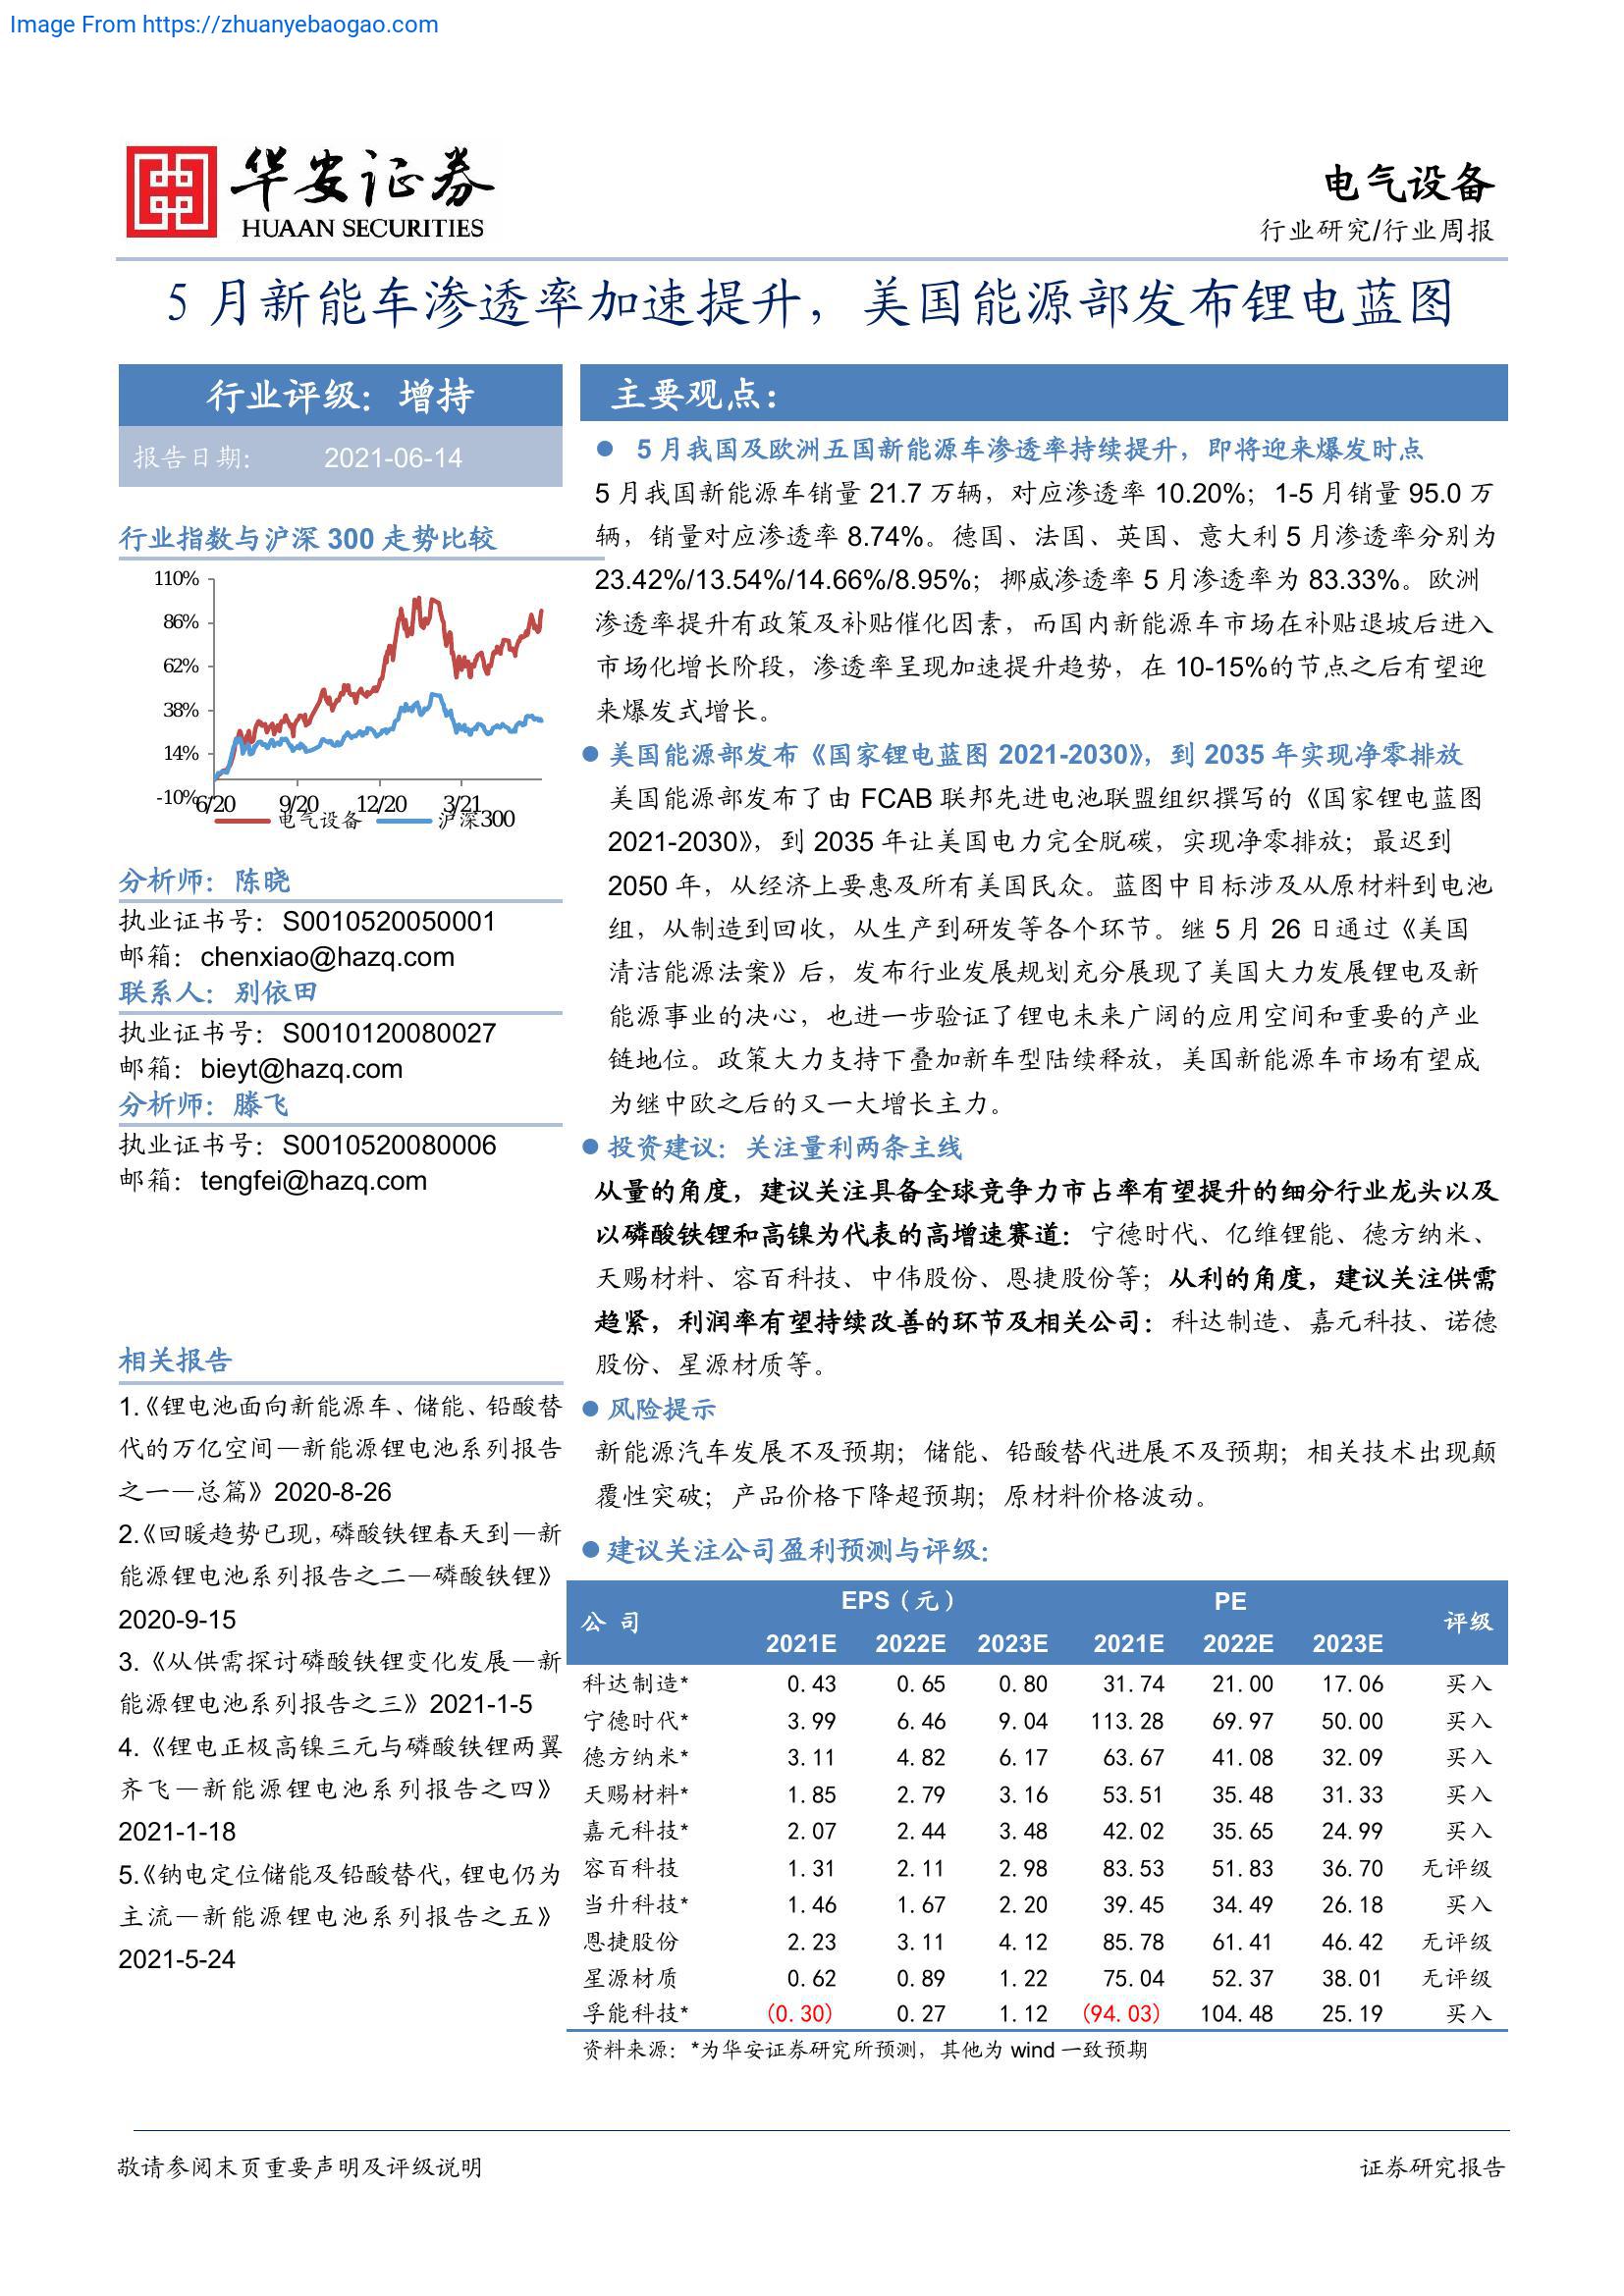 Image From https://zhuanyebaogao.com
华安证券
HUAAN SECURITIES
电气设备
行业研究/行业周报
5 月新能车渗透率加速提升，美国能源部发布锂电蓝图
行业评级：增持
报告日期： 2021-06-14
行业指数与沪深 300 走势比较
110%
86%
62%
38%
14%
-10%
6/20 9/20 12/20 3/21
电气设备 沪深300
分析师：陈晓
执业证书号：S0010520050001
邮箱：chenxiao@hazq.com
联系人：别依田
执业证书号：S0010120080027
邮箱：bieyt@hazq.com
分析师：滕飞
执业证书号：S0010520080006
邮箱：tengfei@hazq.com
相关报告
1.《锂电池面向新能源车、储能、铅酸替
代的万亿空间—新能源锂电池系列报告
之一—总篇》2020-8-26
2.《回暖趋势已现，磷酸铁锂春天到—新
能源锂电池系列报告之二—磷酸铁锂》
2020-9-15
3.《从供需探讨磷酸铁锂变化发展—新
能源锂电池系列报告之三》2021-1-5
4.《锂电正极高镍三元与磷酸铁锂两翼
齐飞—新能源锂电池系列报告之四》
2021-1-18
5.《钠电定位储能及铅酸替代，锂电仍为
主流—新能源锂电池系列报告之五》
2021-5-24
主要观点：
● 5 月我国及欧洲五国新能源车渗透率持续提升，即将迎来爆发时点
5 月我国新能源车销量 21.7 万辆，对应渗透率 10.20%；1-5 月销量 95.0 万
辆，销量对应渗透率 8.74%。德国、法国、英国、意大利 5 月渗透率分别为
23.42%/13.54%/14.66%/8.95%；挪威渗透率 5 月渗透率为 83.33%。欧洲
渗透率提升有政策及补贴催化因素，而国内新能源车市场在补贴退坡后进入
市场化增长阶段，渗透率呈现加速提升趋势，在 10-15%的节点之后有望迎
来爆发式增长。
● 美国能源部发布《国家锂电蓝图 2021-2030》，到 2035 年实现净零排放
美国能源部发布了由 FCAB 联邦先进电池联盟组织撰写的《国家锂电蓝图
2021-2030》，到 2035 年让美国电力完全脱碳，实现净零排放；最迟到
2050 年，从经济上要惠及所有美国民众。蓝图中目标涉及从原材料到电池
组，从制造到回收，从生产到研发等各个环节。继 5 月 26 日通过《美国
清洁能源法案》后，发布行业发展规划充分展现了美国大力发展锂电及新
能源事业的决心，也进一步验证了锂电未来广阔的应用空间和重要的产业
链地位。政策大力支持下叠加新车型陆续释放，美国新能源车市场有望成
为继中欧之后的又一大增长主力。
● 投资建议：关注量利两条主线
从量的角度，建议关注具备全球竞争力市占率有望提升的细分行业龙头以及
以磷酸铁锂和高镍为代表的高增速赛道：宁德时代、亿维锂能、德方纳米、
天赐材料、容百科技、中伟股份、恩捷股份等；从利的角度，建议关注供需
趋紧，利润率有望持续改善的环节及相关公司：科达制造、嘉元科技、诺德
股份、星源材质等。
● 风险提示
新能源汽车发展不及预期；储能、铅酸替代进展不及预期；相关技术出现颠
覆性突破；产品价格下降超预期；原材料价格波动。
● 建议关注公司盈利预测与评级：
公 司 EPS（元） PE 评级
2021E 2022E 2023E 2021E 2022E 2023E
科达制造* 0.43 0.65 0.80 31.74 21.00 17.06 买入
宁德时代* 3.99 6.46 9.04 113.28 69.97 50.00 买入
德方纳米* 3.11 4.82 6.17 63.67 41.08 32.09 买入
天赐材料* 1.85 2.79 3.16 53.51 35.48 31.33 买入
嘉元科技* 2.07 2.44 3.48 42.02 35.65 24.99 买入
容百科技 1.31 2.11 2.98 83.53 51.83 36.70 无评级
当升科技* 1.46 1.67 2.20 39.45 34.49 26.18 买入
恩捷股份 2.23 3.11 4.12 85.78 61.41 46.42 无评级
星源材质 0.62 0.89 1.22 75.04 52.37 38.01 无评级
孚能科技* (0.30) 0.27 1.12 (94.03) 104.48 25.19 买入
资料来源：*为华安证券研究所预测，其他为 wind 一致预期
敬请参阅末页重要声明及评级说明
证券研究报告